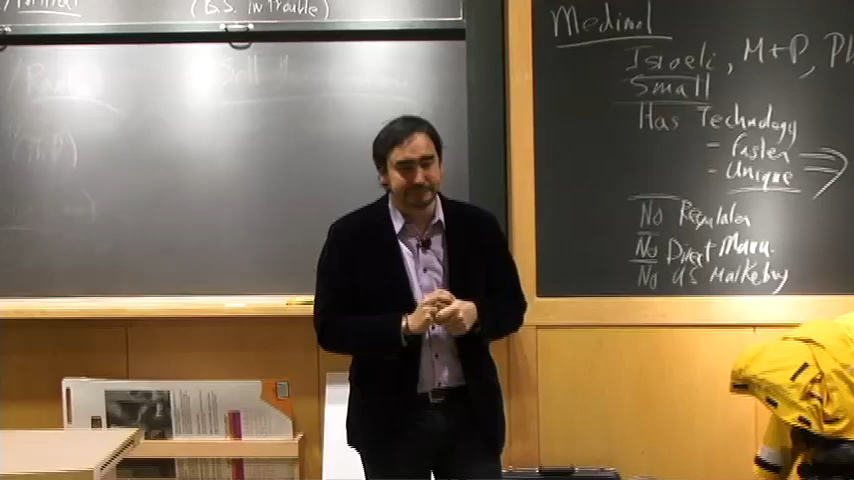 (B.S. in Trouble)
Medinol
Israeli, M+P, Ph
Small
Has Technology
- Faster
- Unique
No Regulator
No Direct Manu.
No US Marketing